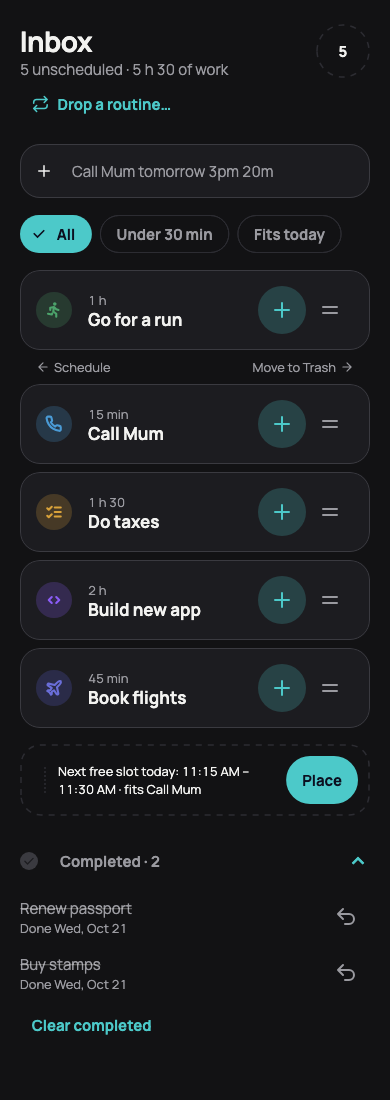 Inbox
5 unscheduled · 5 h 30 of work
5
Drop a routine...
Call Mum tomorrow 3pm 20m
All
Under 30 min
Fits today
1 h
Go for a run
Schedule
Move to Trash
15 min
Call Mum
1 h 30
Do taxes
2 h
Build new app
45 min
Book flights
Next free slot today: 11:15 AM –
11:30 AM · fits Call Mum
Place
Completed · 2
Renew passport
Done Wed, Oct 21
Buy stamps
Done Wed, Oct 21
Clear completed